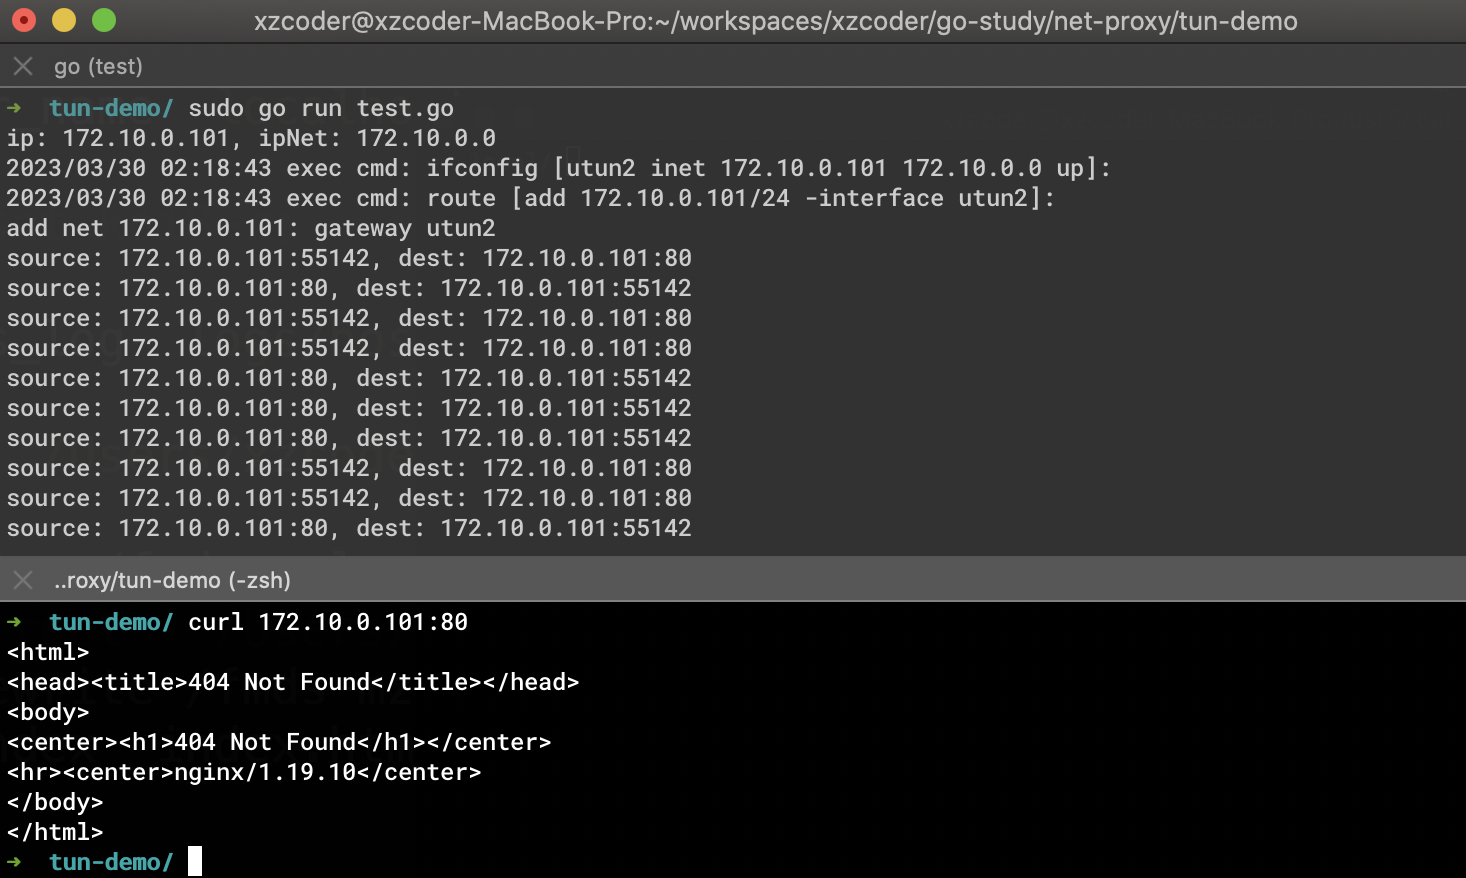 xzcoder@xzcoder-MacBook-Pro:~/workspaces/xzcoder/go-study/net-proxy/tun-demo
go (test)
➜ tun-demo/ sudo go run test.go
ip: 172.10.0.101, ipNet: 172.10.0.0
2023/03/30 02:18:43 exec cmd: ifconfig [utun2 inet 172.10.0.101 172.10.0.0 up]:
2023/03/30 02:18:43 exec cmd: route [add 172.10.0.101/24 -interface utun2]:
add net 172.10.0.101: gateway utun2
source: 172.10.0.101:55142, dest: 172.10.0.101:80
source: 172.10.0.101:80, dest: 172.10.0.101:55142
source: 172.10.0.101:55142, dest: 172.10.0.101:80
source: 172.10.0.101:55142, dest: 172.10.0.101:80
source: 172.10.0.101:80, dest: 172.10.0.101:55142
source: 172.10.0.101:80, dest: 172.10.0.101:55142
source: 172.10.0.101:80, dest: 172.10.0.101:55142
source: 172.10.0.101:55142, dest: 172.10.0.101:80
source: 172.10.0.101:55142, dest: 172.10.0.101:80
source: 172.10.0.101:80, dest: 172.10.0.101:55142
..roxy/tun-demo (-zsh)
➜ tun-demo/ curl 172.10.0.101:80
<html>
<head><title>404 Not Found</title></head>
<body>
<center><h1>404 Not Found</h1></center>
<hr><center>nginx/1.19.10</center>
</body>
</html>
➜ tun-demo/